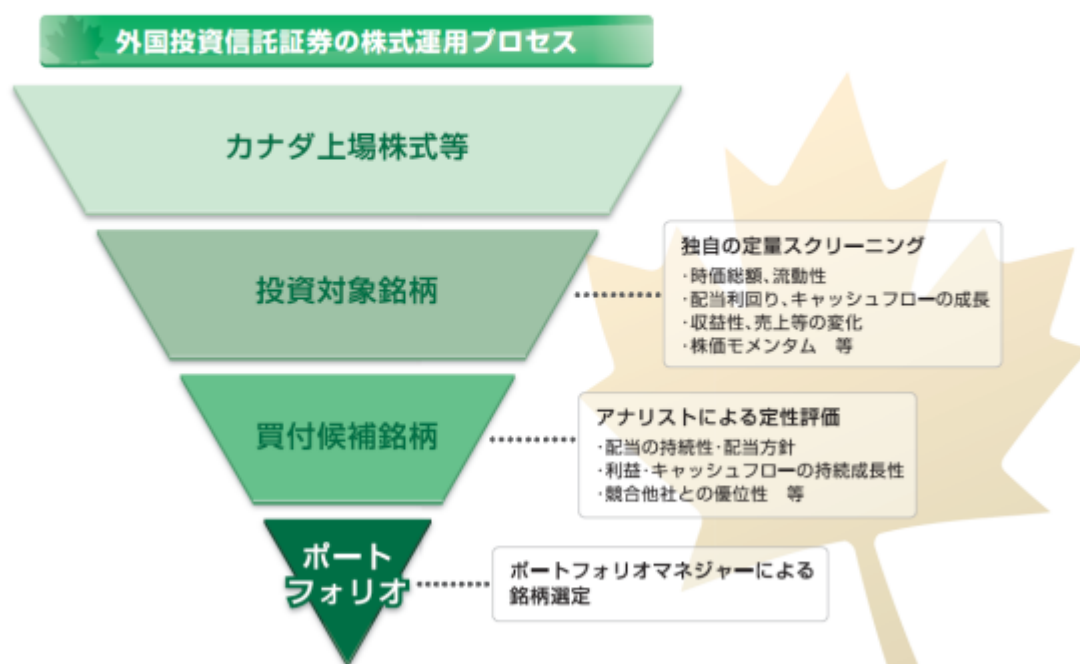 外国投資信託証券の株式運用プロセス
カナダ上場株式等
投資対象銘柄
独自の定量スクリーニング
・時価総額、流動性
・配当利回り、キャッシュフローの成長
・収益性、売上等の変化
・株価モメンタム　等
買付候補銘柄
アナリストによる定性評価
・配当の持続性・配当方針
・利益・キャッシュフローの持続成長性
・競合他社との優位性　等
ポート
フォリオ
ポートフォリオマネジャーによる
銘柄選定